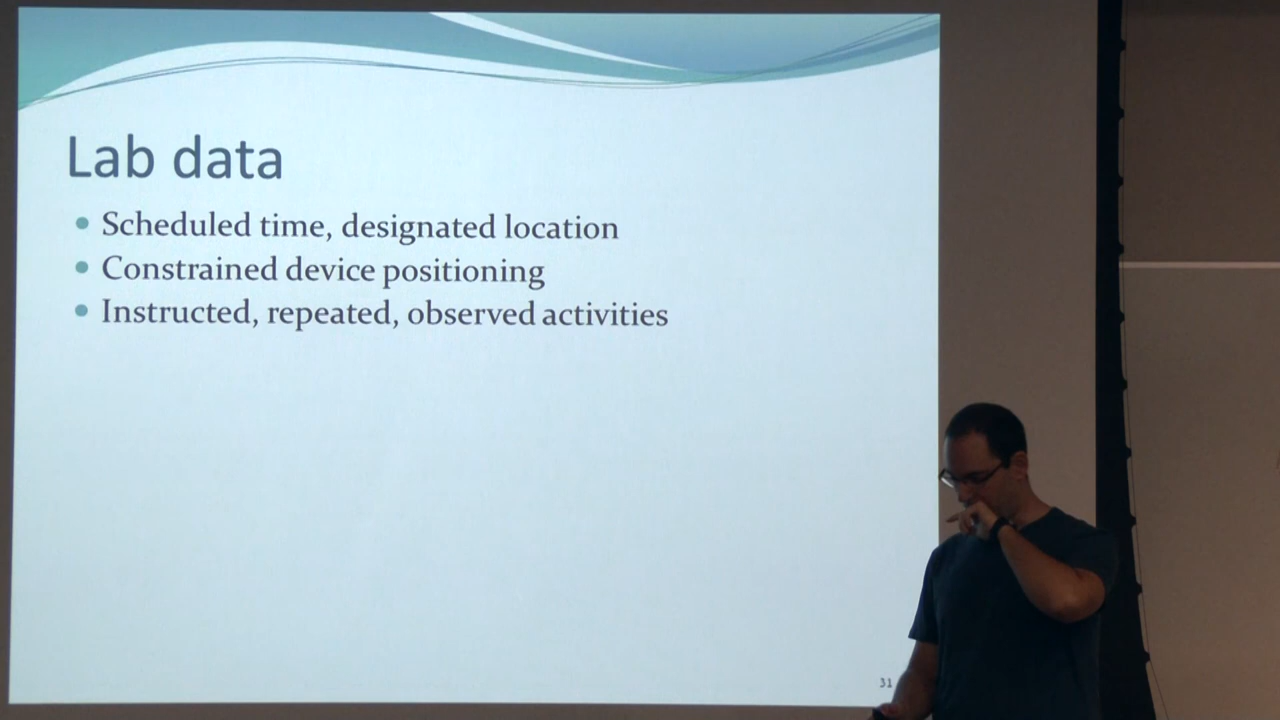 Lab data
• Scheduled time, designated location
• Constrained device positioning
• Instructed, repeated, observed activities
31